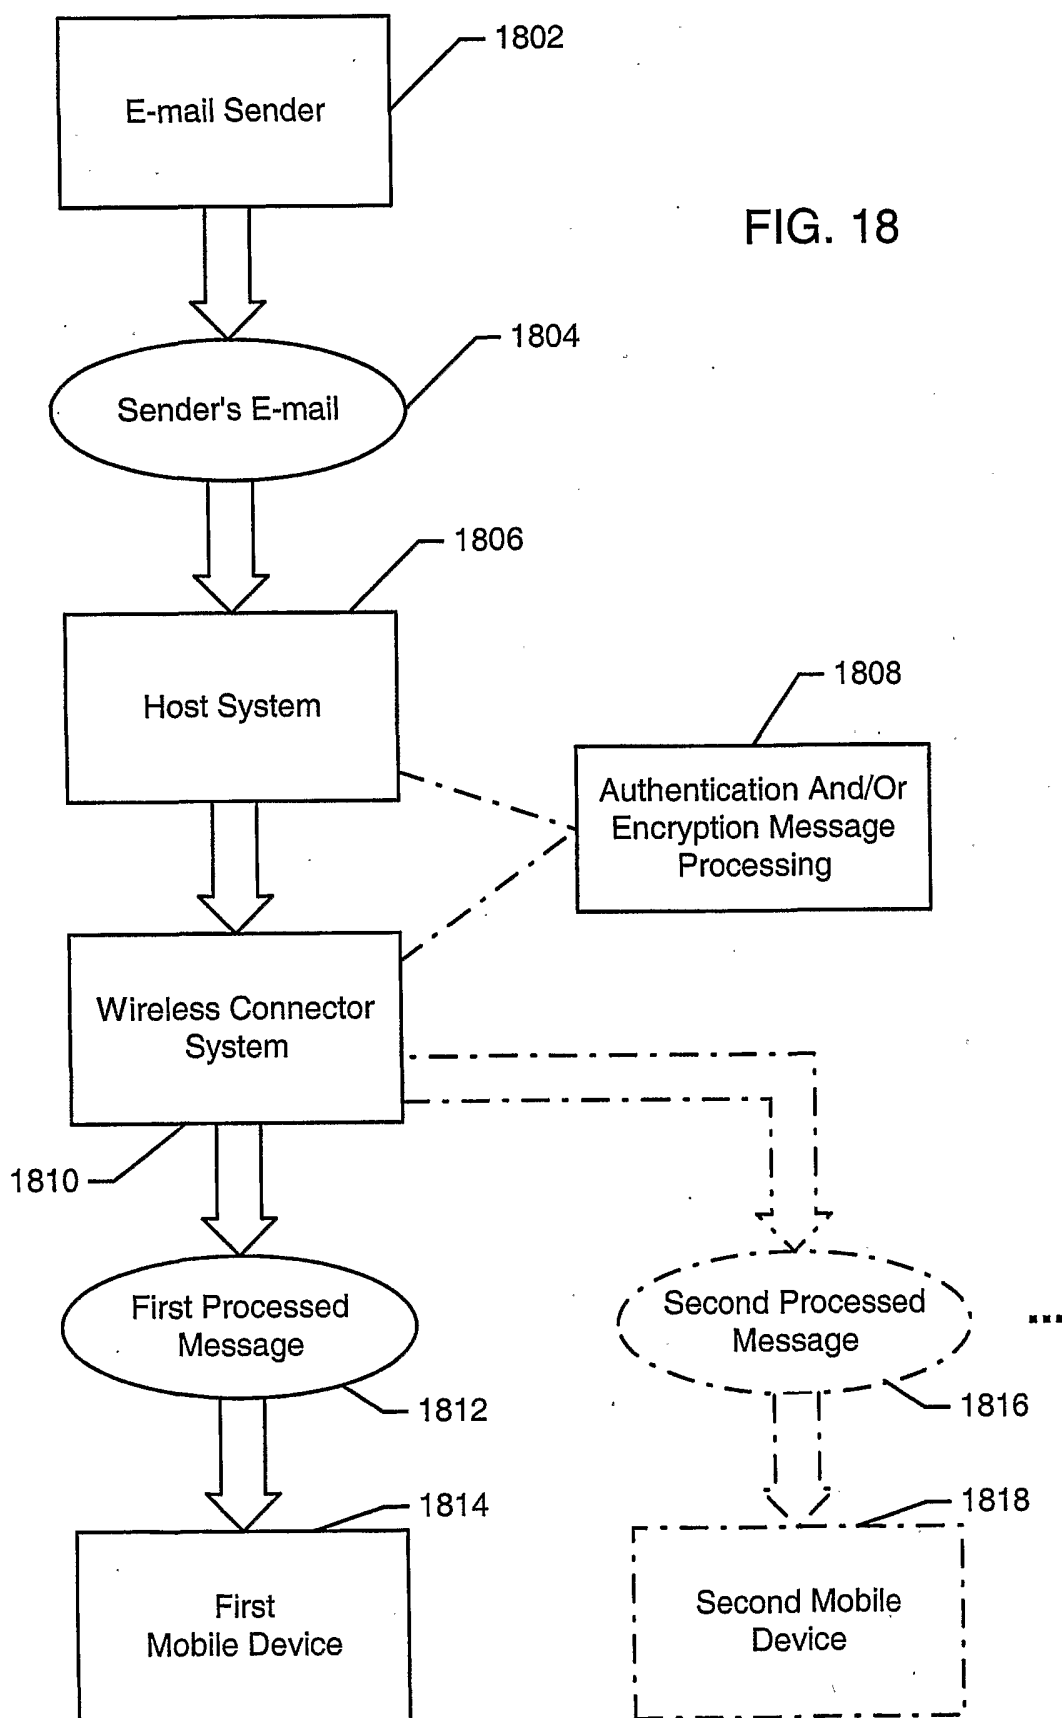 1802
E-mail Sender
FIG. 18
1804
Sender's E-mail
1806
Host System
1808
Authentication And/Or
Encryption Message
Processing
Wireless Connector
System
1810
First Processed
Message
Second Processed
Message
...
1812
1816
1814
1818
First
Mobile Device
Second Mobile
Device